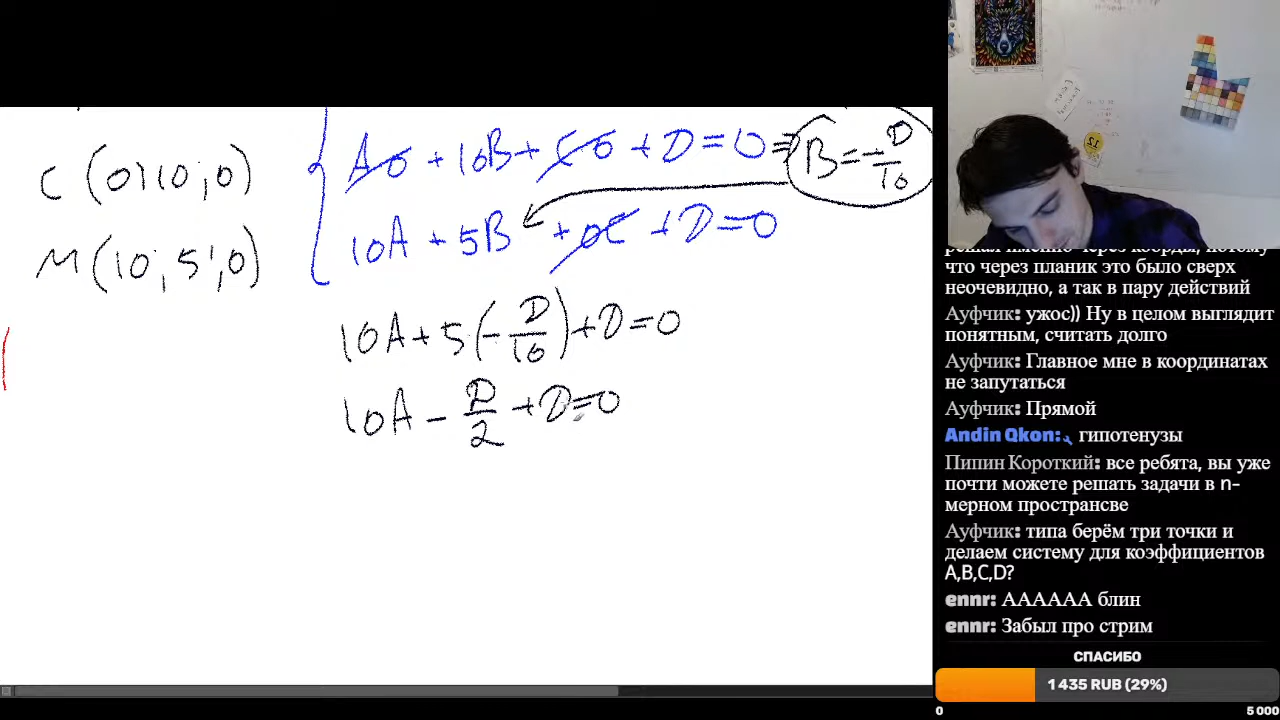 C (0;10;0)
A·0 + 10B + C·0 + D = 0 ⇒ B = -D/10
M (10;5;0)
10A + 5B + 0C + D = 0
10A + 5(-D/10) + D = 0
10A - D/2 + D = 0
решал именно через коорды, потому
что через планик это было сверх
неочевидно, а так в пару действий
Ауфчик: ужос)) Ну в целом выглядит
понятным, считать долго
Ауфчик: Главное мне в координатах
не запутаться
Ауфчик: Прямой
Andin Qkon: гипотенузы
Пипин Короткий: все ребята, вы уже
почти можете решать задачи в n-
мерном пространсве
Ауфчик: типа берём три точки и
делаем систему для коэффициентов
A,B,C,D?
ennr: АААААА блин
ennr: Забыл про стрим
СПАСИБО
1 435 RUB (29%)
0 5 000